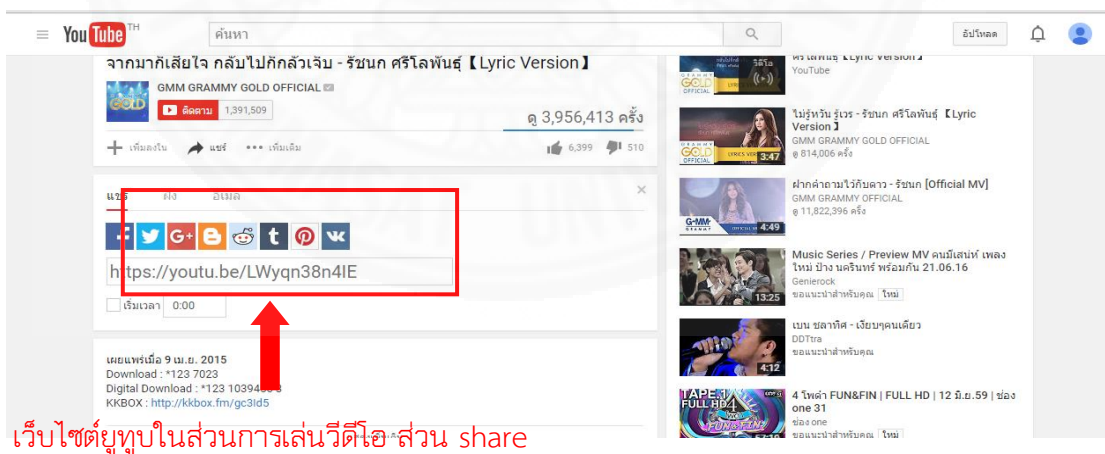 YouTube TH
ค้นหา
อัปโหลด
จากมาก็เสียใจ กลับไปก็กลัวเจ็บ - รัชนก ศรีโลพันธุ์【Lyric Version】
GMM GRAMMY GOLD OFFICIAL
ติดตาม 1,391,509
ดู 3,956,413 ครั้ง
เพิ่มลงใน แชร์ เพิ่มเติม
6,399 510
แชร์ ฝัง อีเมล
G+ t
https://youtu.be/LWyqn38n4IE
เริ่มเวลา 0:00
เผยแพร่เมื่อ 9 เม.ย. 2015
Download : *123 7023
Digital Download : *123 1039
KKBOX : http://kkbox.fm/gc3Id5
YouTube
ไม่รู้หวัน รู้เวร - รัชนก ศรีโลพันธุ์【Lyric
Version】
GMM GRAMMY GOLD OFFICIAL
ดู 814,006 ครั้ง
3:47
ฝากคำถามไว้กับดาว - รัชนก [Official MV]
GMM GRAMMY OFFICIAL
ดู 11,822,396 ครั้ง
4:49
Music Series / Preview MV คนมีเสน่ห์ เพลง
ใหม่ ป้าง นครินทร์ พร้อมกัน 21.06.16
Genierock
ขอแนะนำสำหรับคุณ ใหม่
13:25
เบน ชลาทิศ - เงียบๆคนเดียว
DDTtra
ขอแนะนำสำหรับคุณ
4:12
TAPE.1
FULL HD
4 โพดำ FUN&FIN | FULL HD | 12 มิ.ย.59 | ช่อง
one 31
ช่อง one
ขอแนะนำสำหรับคุณ ใหม่
เว็บไซต์ยูทูบในส่วนการเล่นวีดีโอ ส่วน share